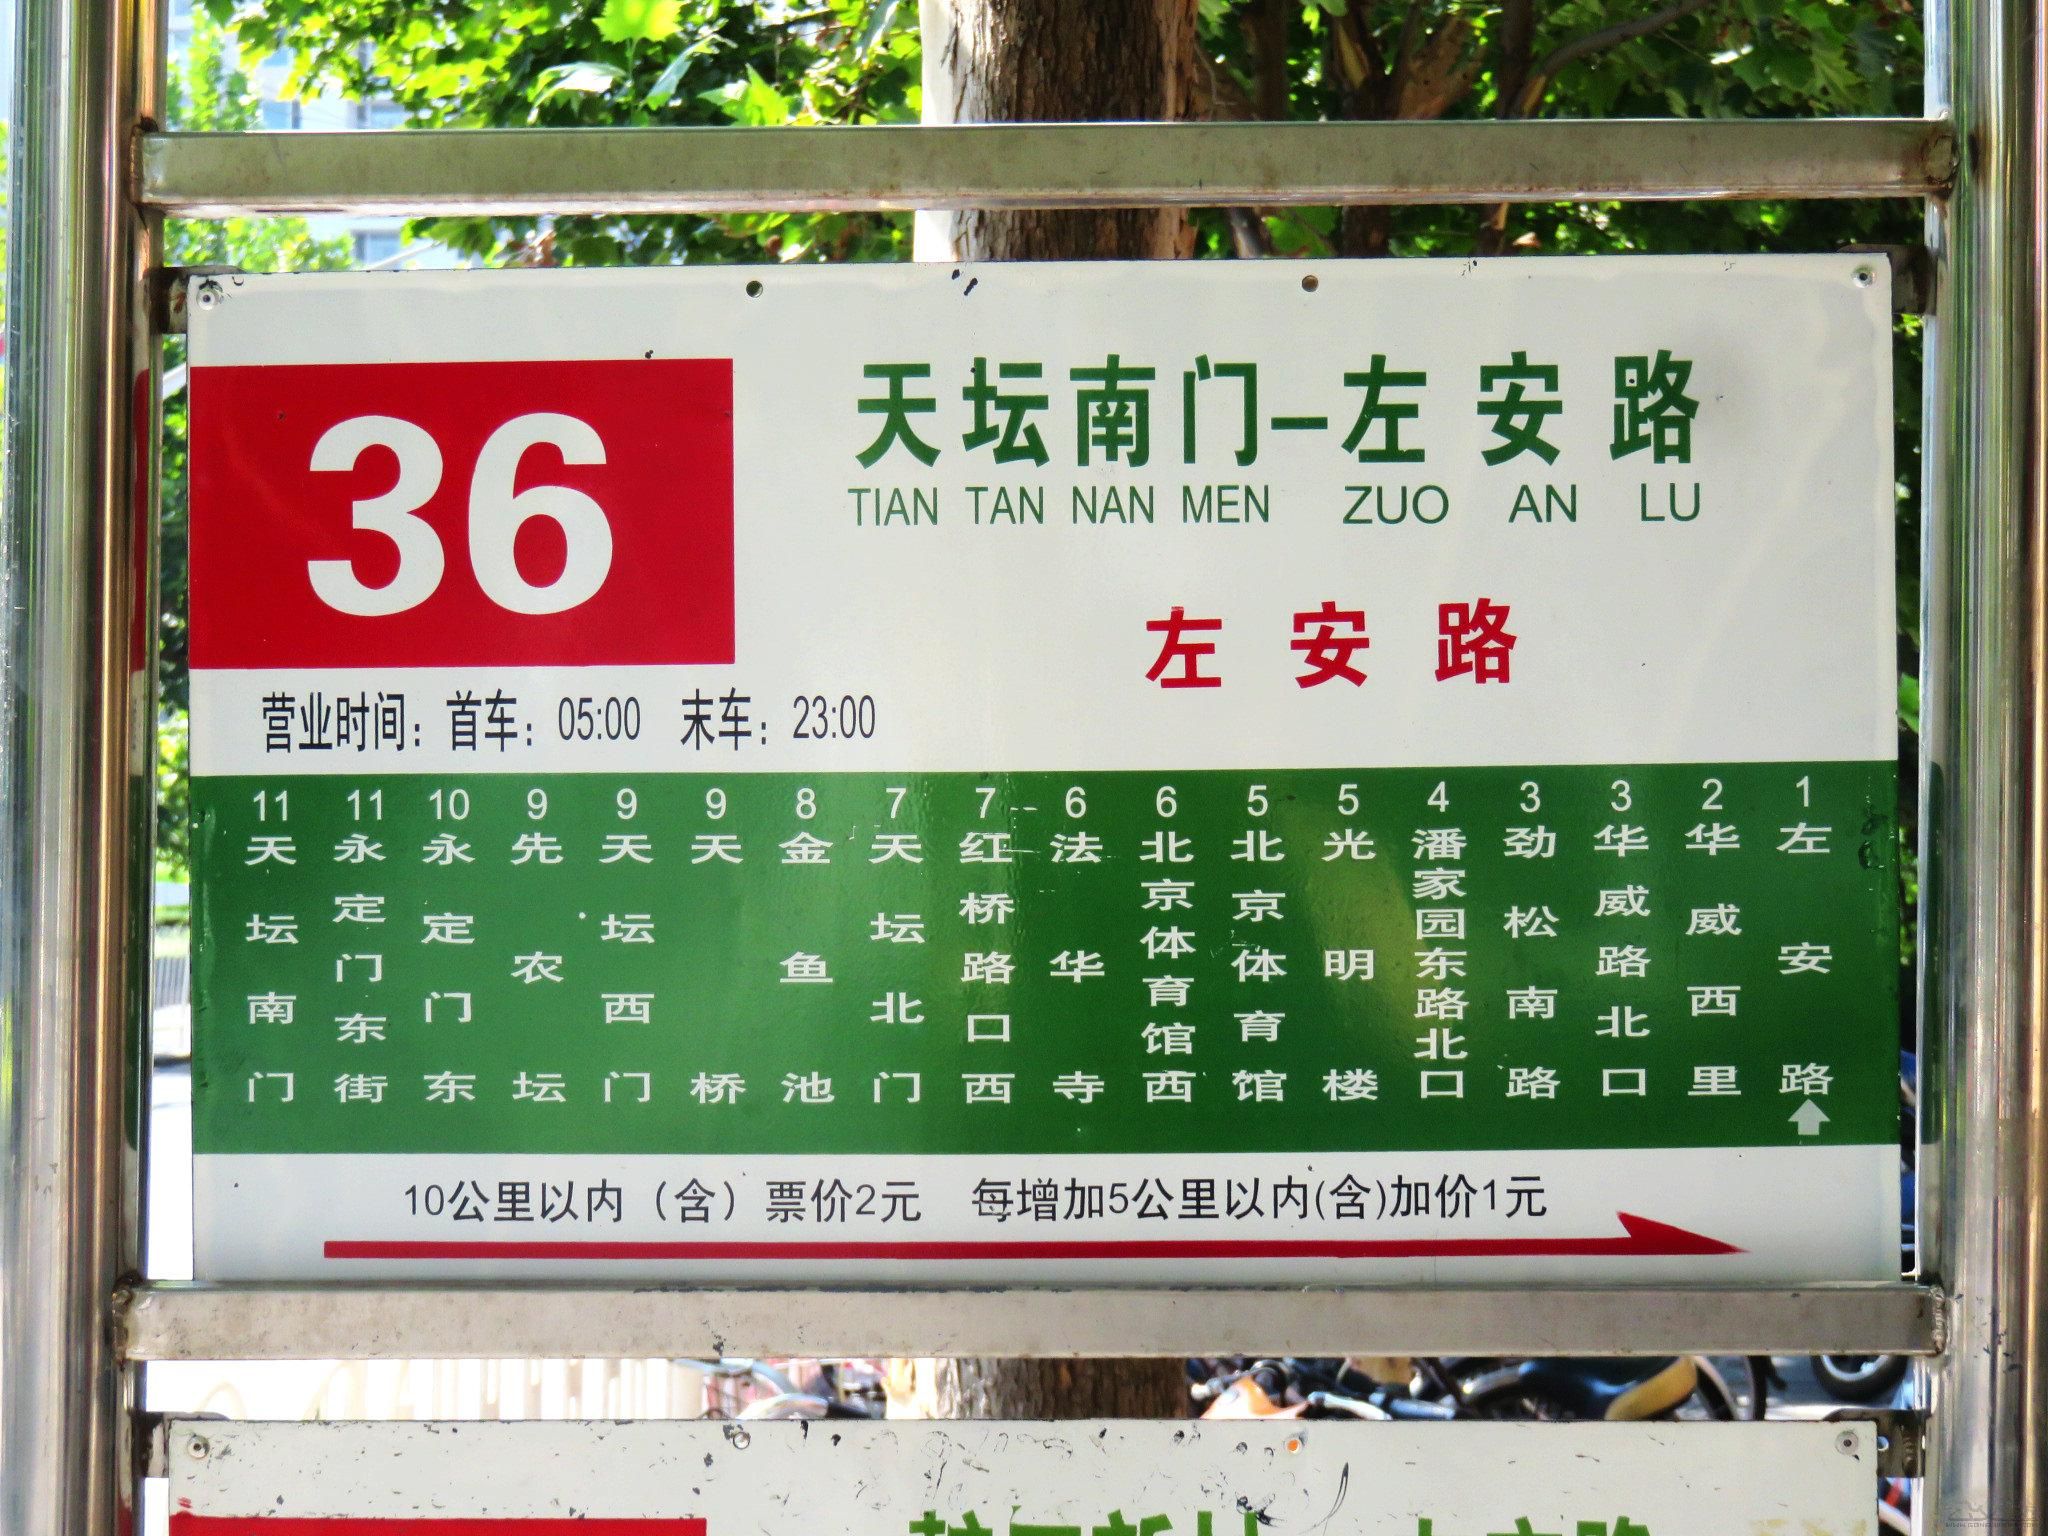 36
天坛南门—左安路
TIAN TAN NAN MEN ZUO AN LU
左安路
营业时间：首车：05:00 末车：23:00
11 天坛南门
11 永定门东街
10 永定门东
9 先农坛
9 天坛西门
9 天桥
8 金鱼池
7 天坛北门
7 红桥路口西
6 法华寺
6 北京体育馆西
5 北京体育馆
5 光明楼
4 潘家园东路北口
3 劲松南路
3 华威路北口
2 华威西里
1 左安路
10公里以内（含）票价2元 每增加5公里以内(含)加价1元